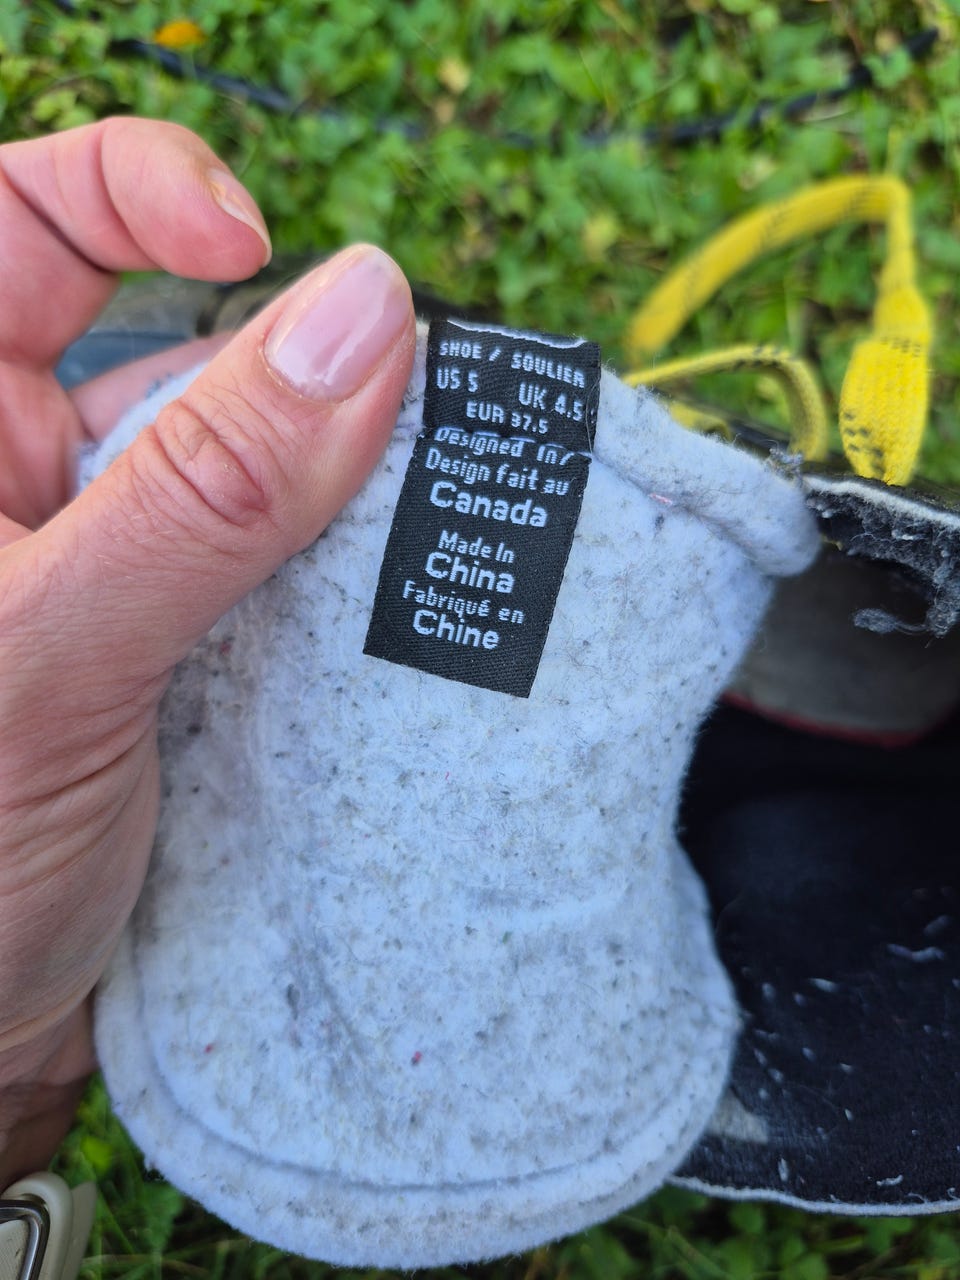 SHOE / SOULIER
US 5 UK 4.5
EUR 37.5
Designed in/
Design fait au
Canada
Made In
China
Fabriqué en
Chine